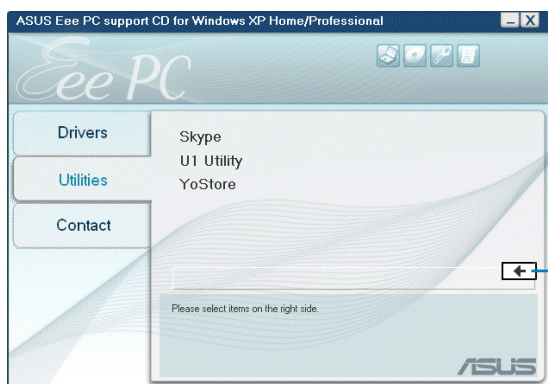 ASUS Eee PC support CD for Windows XP Home/Professional
Eee PC
Drivers
Utilities
Contact
Skype
U1 Utility
YoStore
Please select items on the right side.
ASUS